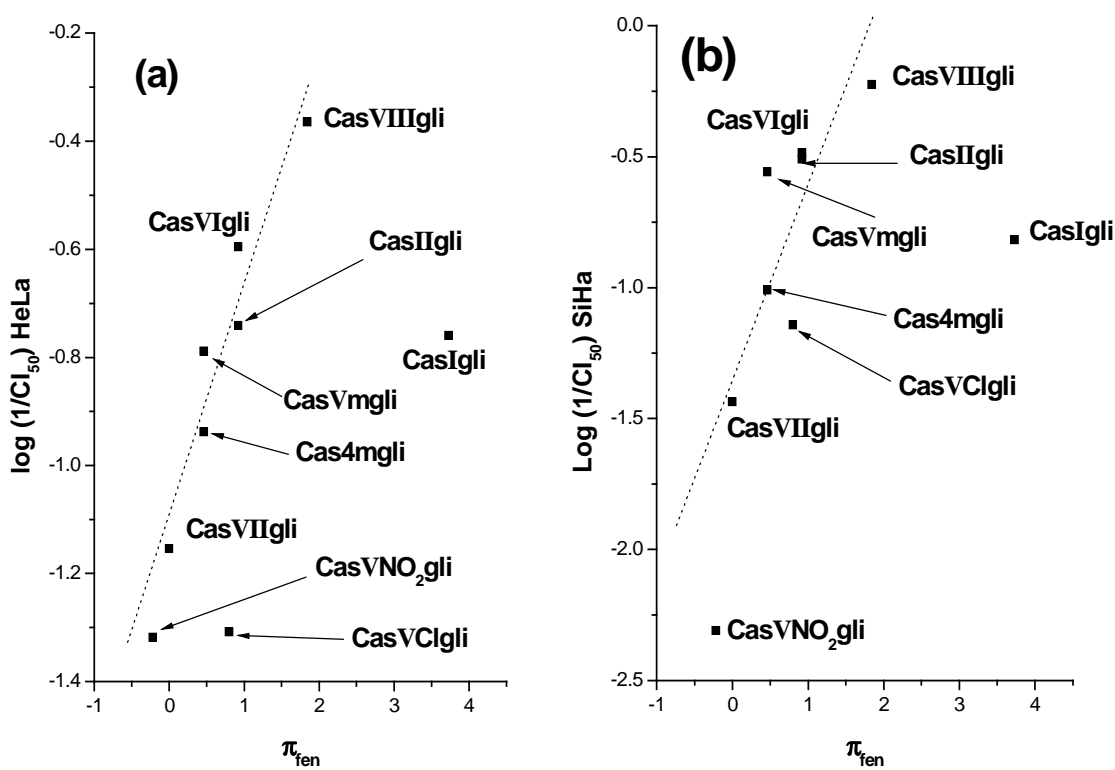 (a)
-0.2
-0.4
-0.6
-0.8
-1.0
-1.2
-1.4
log (1/CI50) HeLa
CasVIIIgli
CasVIgli
CasIIgli
CasIgli
CasVmgli
Cas4mgli
CasVIIgli
CasVNO2gli
CasVClgli
-1 0 1 2 3 4
πfen
(b)
0.0
-0.5
-1.0
-1.5
-2.0
-2.5
Log (1/CI50) SiHa
CasVIIIgli
CasVIgli
CasIIgli
CasVmgli
CasIgli
Cas4mgli
CasVClgli
CasVIIgli
CasVNO2gli
-1 0 1 2 3 4
πfen